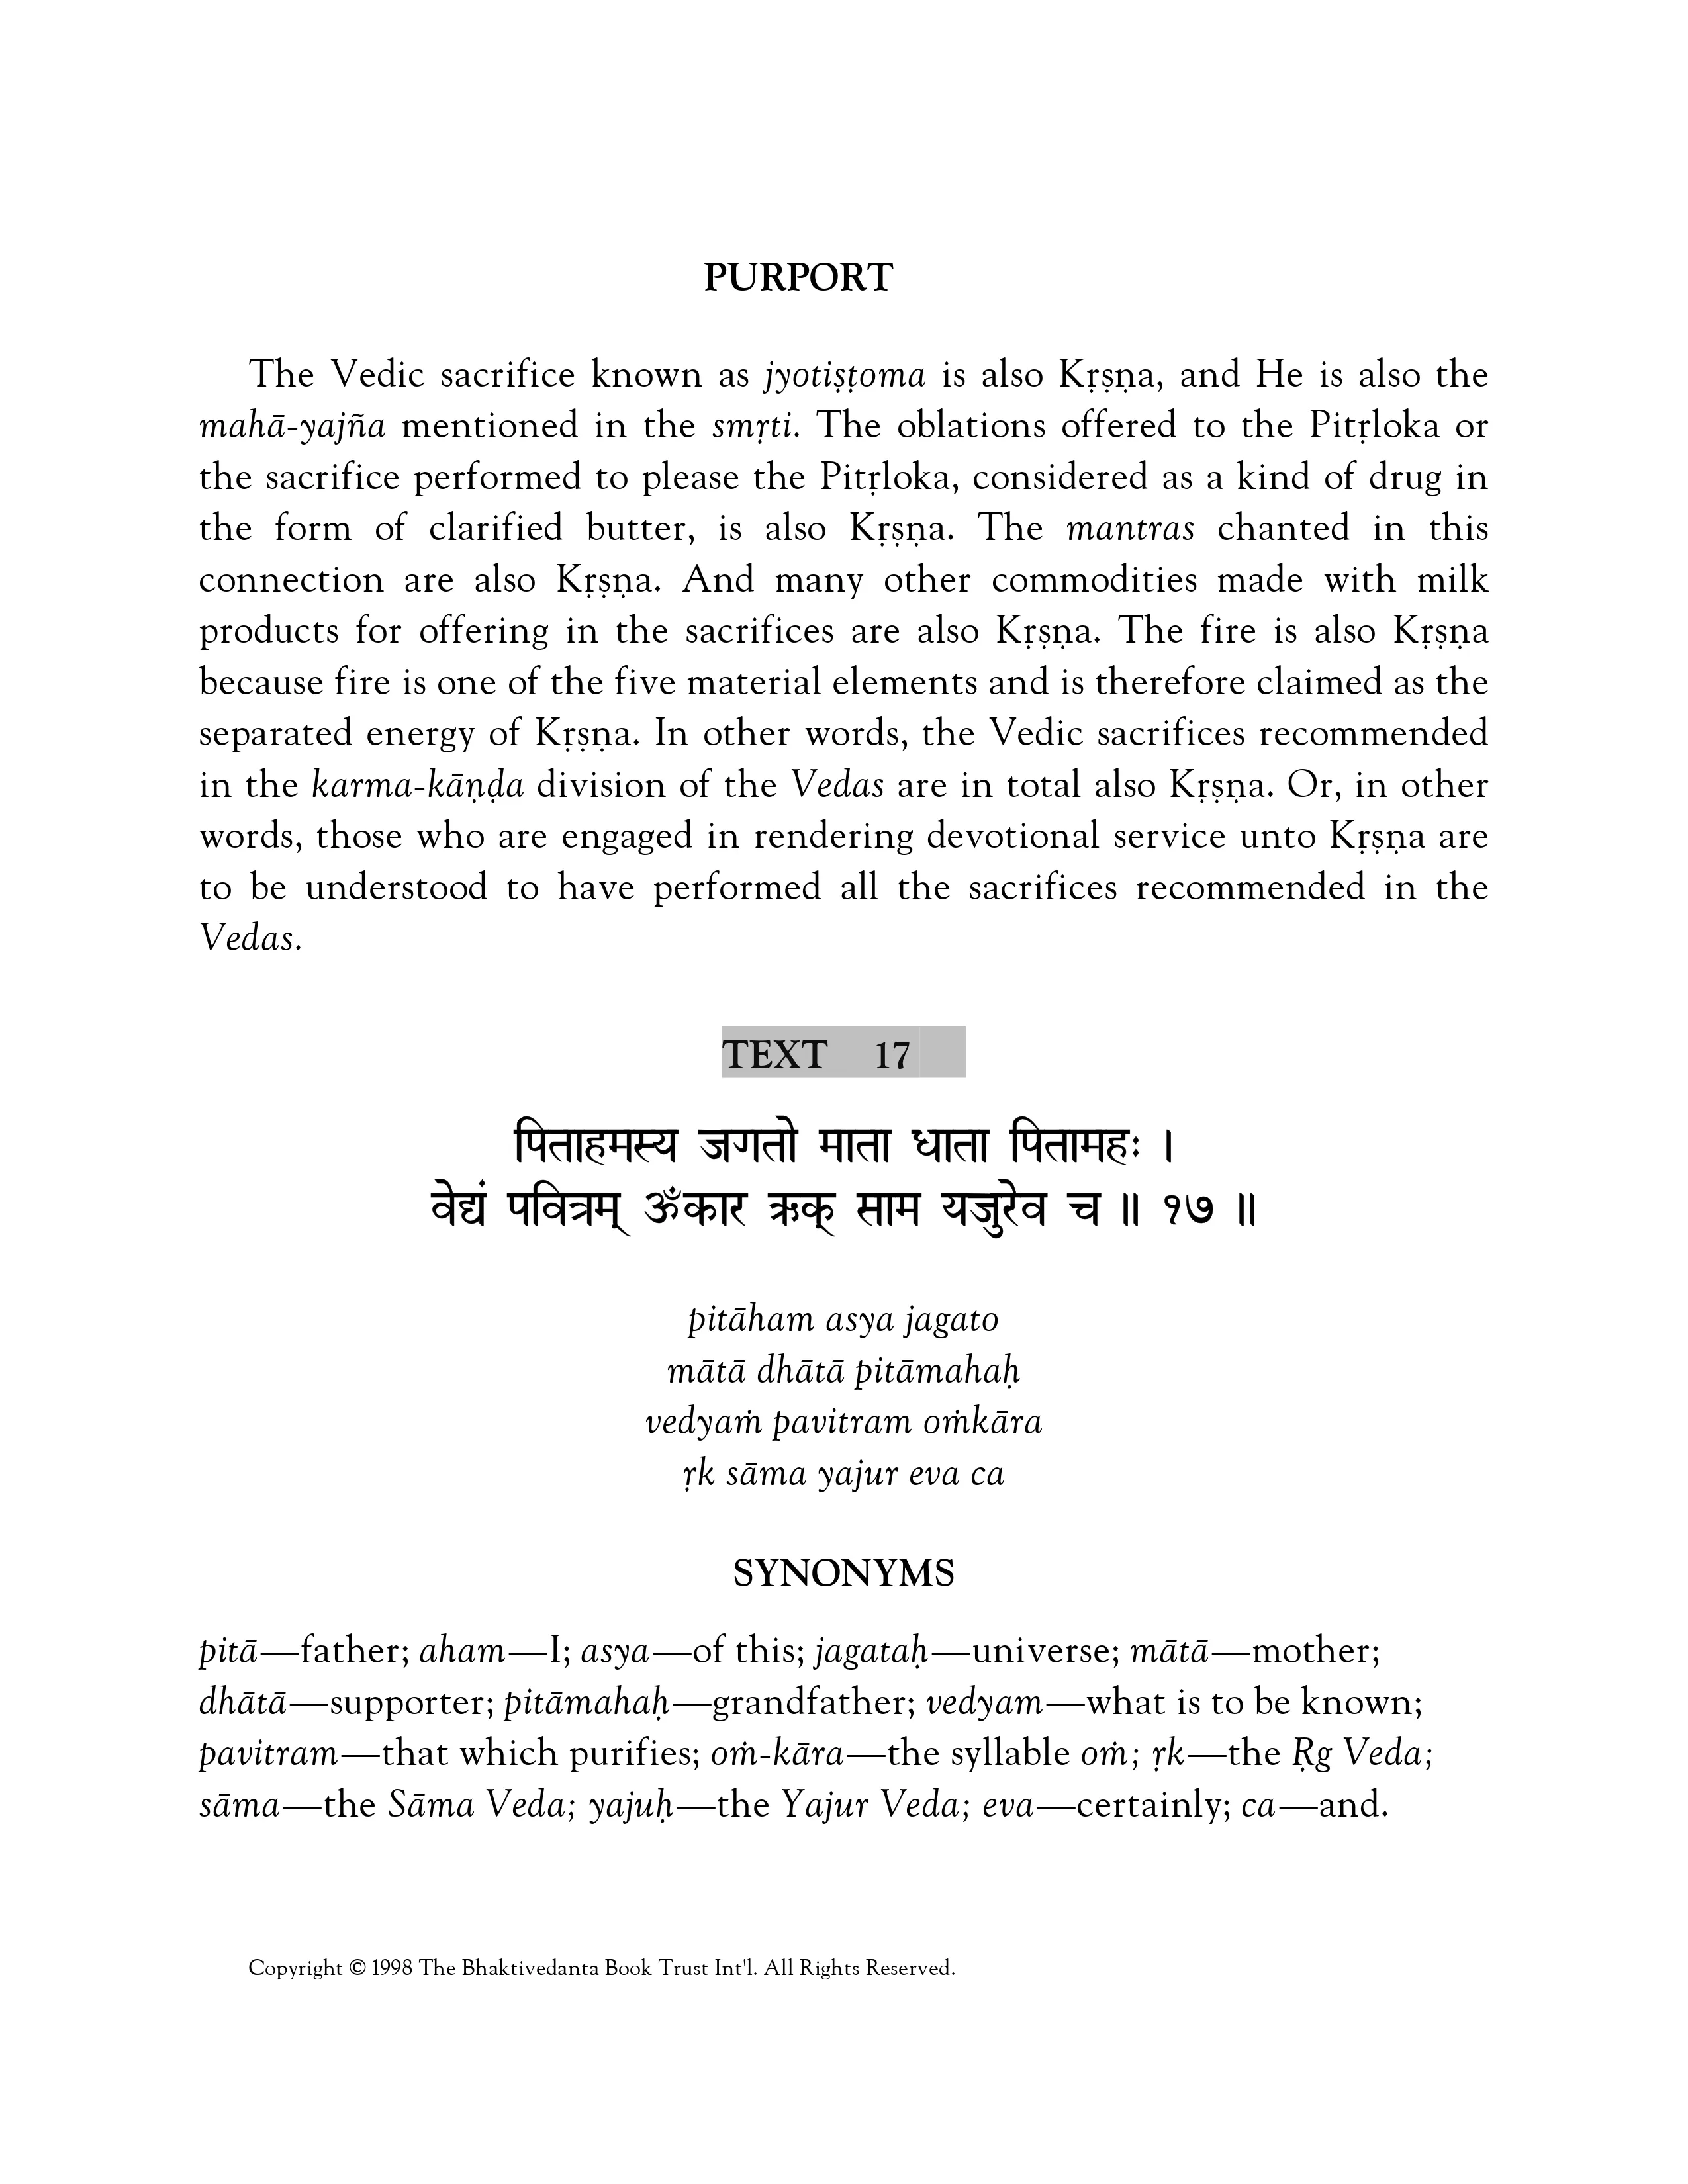 PURPORT
The Vedic sacrifice known as jyotiṣṭoma is also Kṛṣṇa, and He is also the
mahā-yajña mentioned in the smṛti. The oblations offered to the Pitṛloka or
the sacrifice performed to please the Pitṛloka, considered as a kind of drug in
the form of clarified butter, is also Kṛṣṇa. The mantras chanted in this
connection are also Kṛṣṇa. And many other commodities made with milk
products for offering in the sacrifices are also Kṛṣṇa. The fire is also Kṛṣṇa
because fire is one of the five material elements and is therefore claimed as the
separated energy of Kṛṣṇa. In other words, the Vedic sacrifices recommended
in the karma-kāṇḍa division of the Vedas are in total also Kṛṣṇa. Or, in other
words, those who are engaged in rendering devotional service unto Kṛṣṇa are
to be understood to have performed all the sacrifices recommended in the
Vedas.
TEXT 17
पिताहमस्य जगतो माता धाता पितामहः ।
वेद्यं पवित्रम् ॐकार ऋक् साम यजुरेव च ॥ १७ ॥
pitāham asya jagato
mātā dhātā pitāmahaḥ
vedyaṁ pavitram oṁkāra
ṛk sāma yajur eva ca
SYNONYMS
pitā—father; aham—I; asya—of this; jagataḥ—universe; mātā—mother;
dhātā—supporter; pitāmahaḥ—grandfather; vedyam—what is to be known;
pavitram—that which purifies; oṁ-kāra—the syllable oṁ; ṛk—the Ṛg Veda;
sāma—the Sāma Veda; yajuḥ—the Yajur Veda; eva—certainly; ca—and.
Copyright © 1998 The Bhaktivedanta Book Trust Int'l. All Rights Reserved.